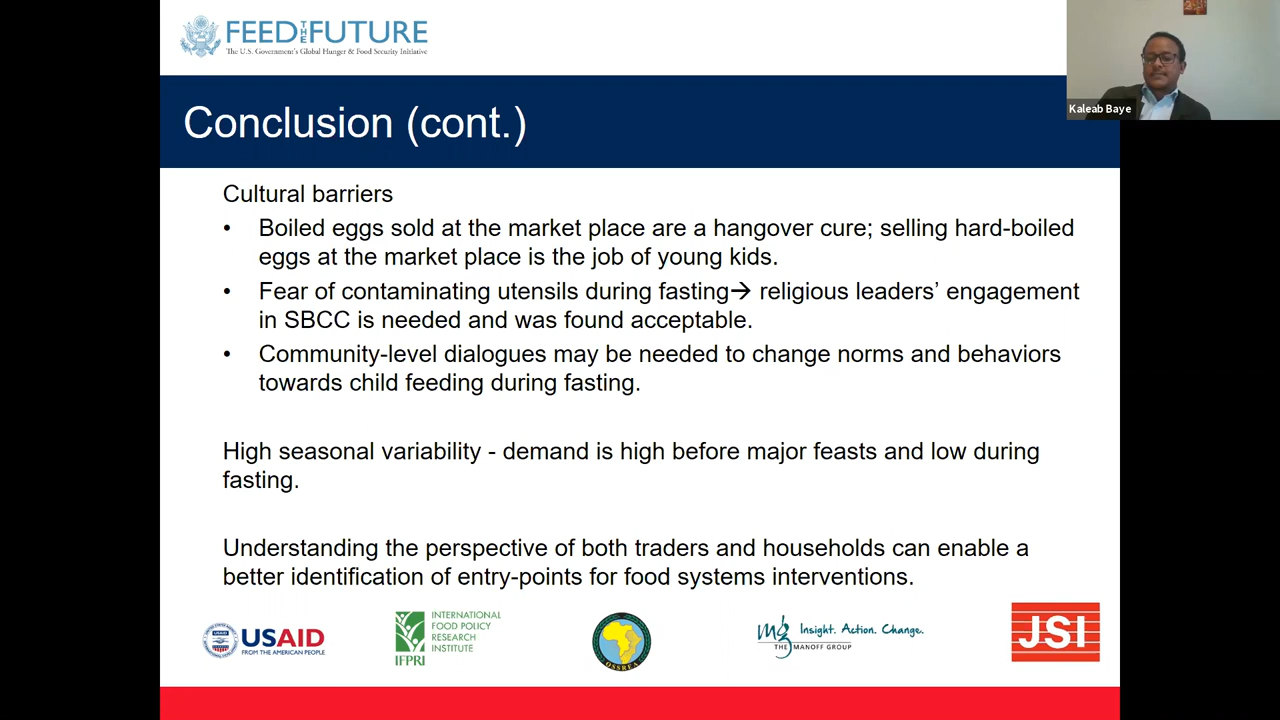 FEED THE FUTURE
The U.S. Government's Global Hunger & Food Security Initiative
Kaleab Baye
Conclusion (cont.)
Cultural barriers
• Boiled eggs sold at the market place are a hangover cure; selling hard-boiled
eggs at the market place is the job of young kids.
• Fear of contaminating utensils during fasting→ religious leaders' engagement
in SBCC is needed and was found acceptable.
• Community-level dialogues may be needed to change norms and behaviors
towards child feeding during fasting.
High seasonal variability - demand is high before major feasts and low during
fasting.
Understanding the perspective of both traders and households can enable a
better identification of entry-points for food systems interventions.
USAID
FROM THE AMERICAN PEOPLE
IFPRI
INTERNATIONAL
FOOD POLICY
RESEARCH
INSTITUTE
OSSREA
mg Insight. Action. Change.
THE MANOFF GROUP
JSI